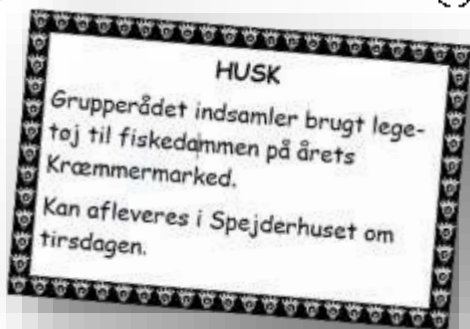 HUSK
Grupperådet indsamler brugt lege-
tøj til fiskedammen på årets
Kræmmermarked.
Kan afleveres i Spejderhuset om
tirsdagen.